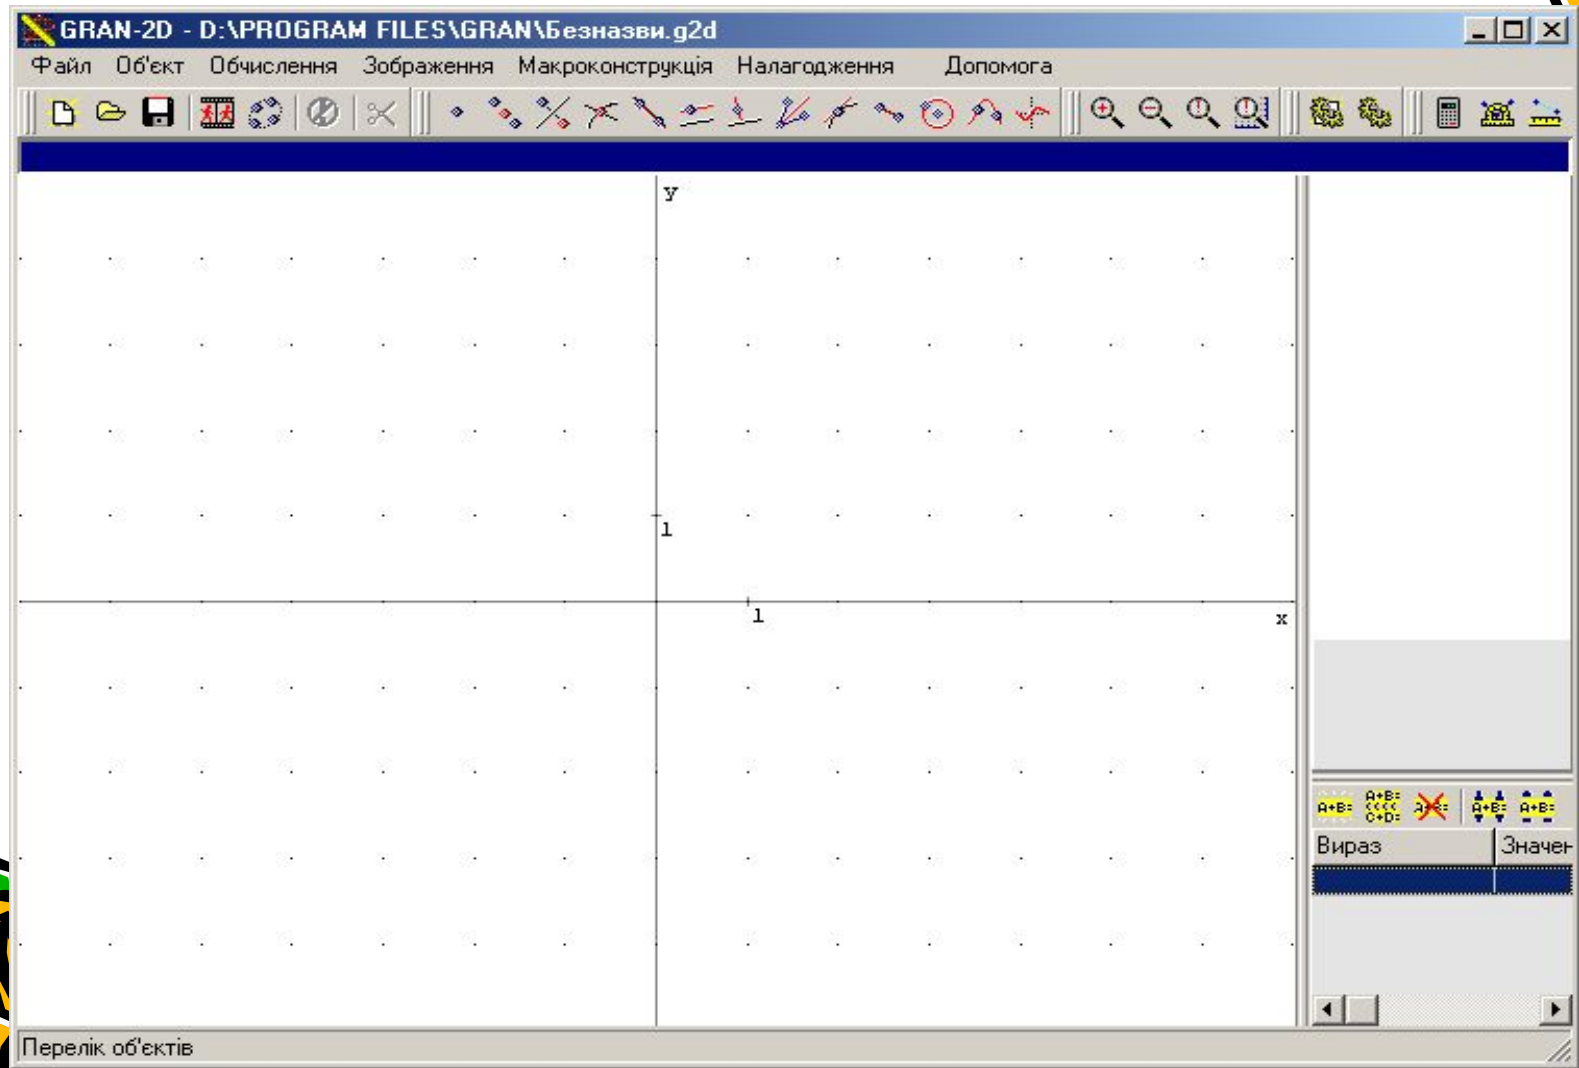 GRAN-2D - D:\PROGRAM FILES\GRAN\Безназви.g2d
Файл Об'єкт Обчислення Зображення Макроконструкція Налагодження Допомога
y
1
1
x
A+B= A+B= A+B= A+B=
C+D=
Вираз Значен
Перелік об'єктів